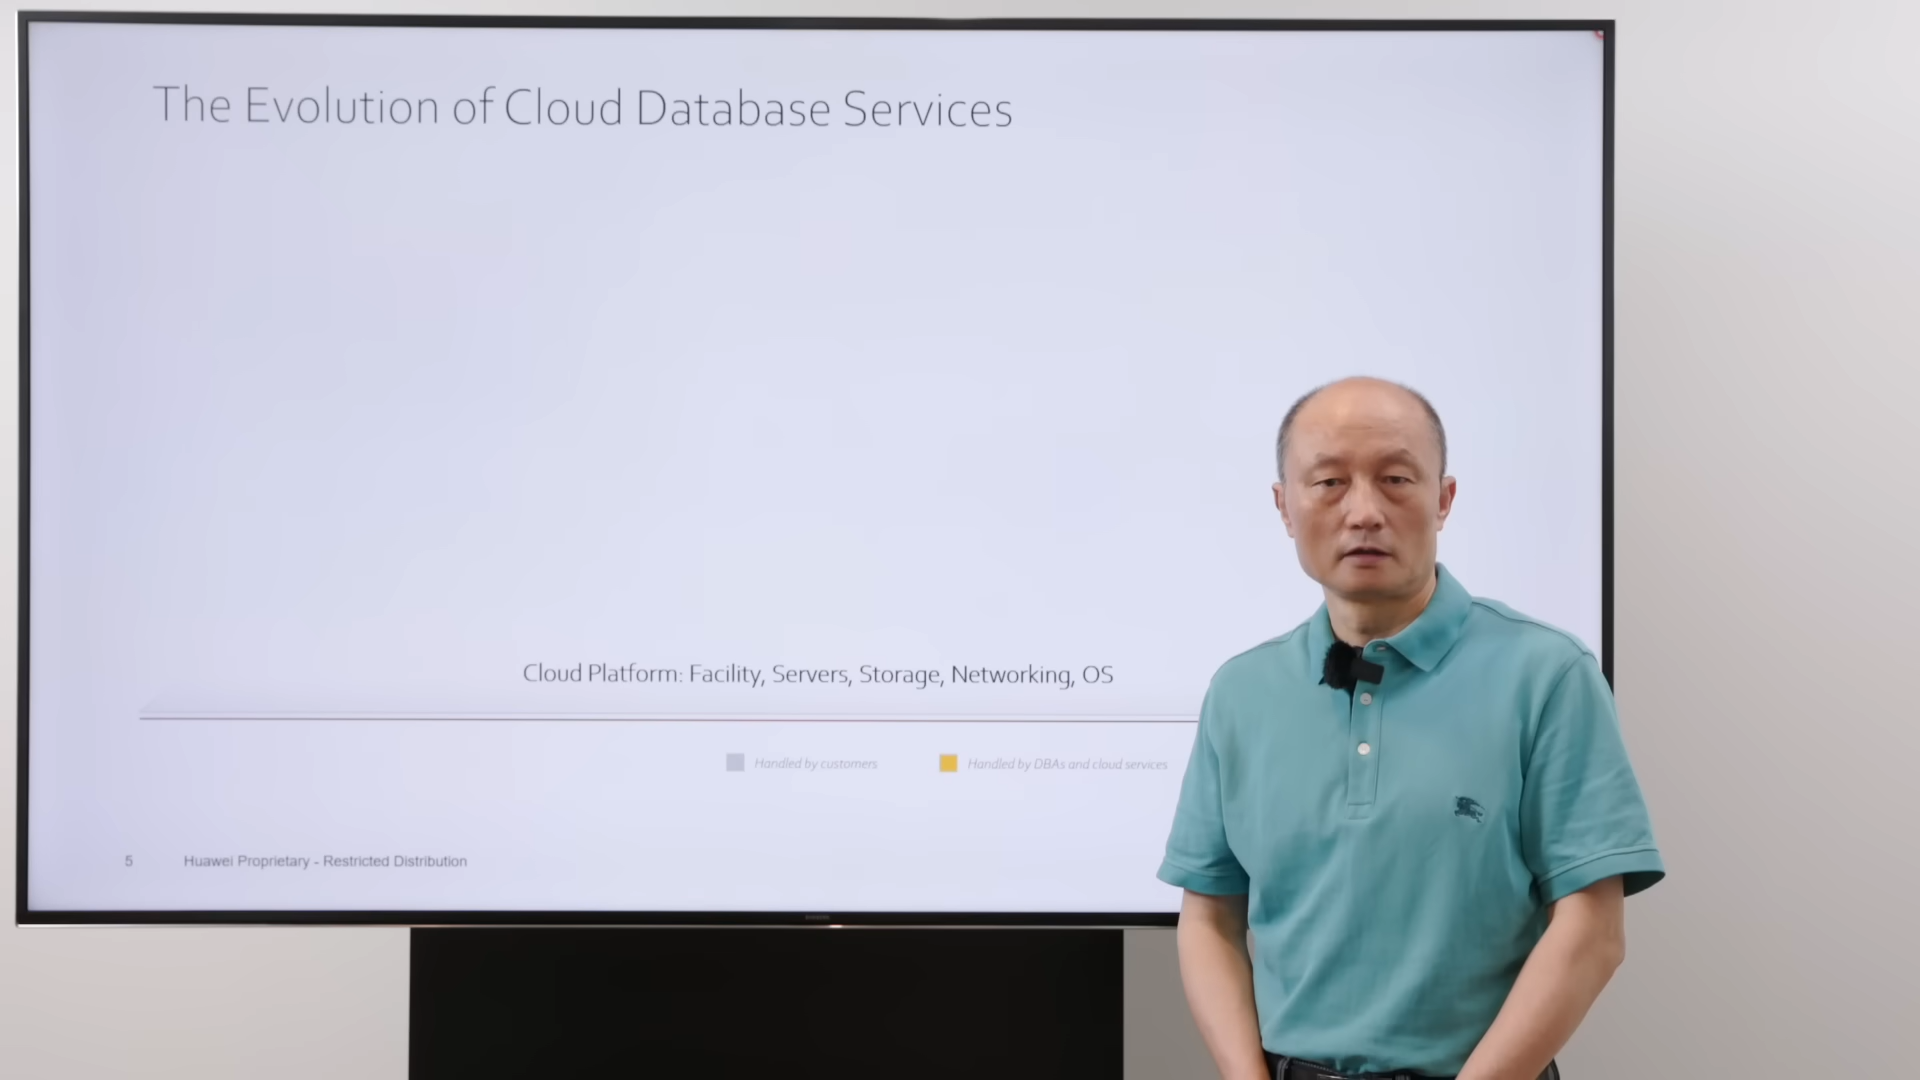 The Evolution of Cloud Database Services
Cloud Platform: Facility, Servers, Storage, Networking, OS
Handled by customers
Handled by DBAs and cloud services
5
Huawei Proprietary - Restricted Distribution